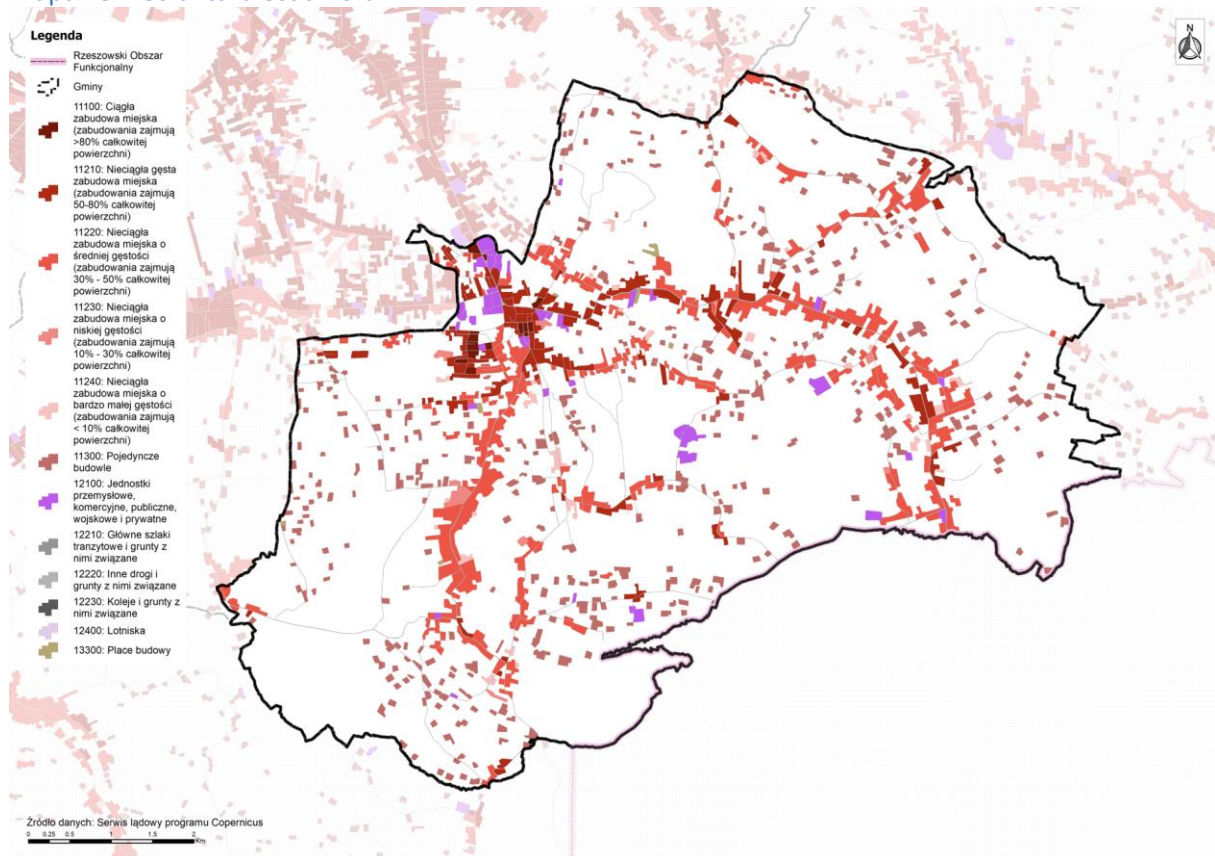 Legenda
Rzeszowski Obszar
Funkcjonalny
Gminy
11100: Ciągła
zabudowa miejska
(zabudowania zajmują
>80% całkowitej
powierzchni)
11210: Nieciągła gęsta
zabudowa miejska
(zabudowania zajmują
50-80% całkowitej
powierzchni)
11220: Nieciągła
zabudowa miejska o
średniej gęstości
(zabudowania zajmują
30% - 50% całkowitej
powierzchni)
11230: Nieciągła
zabudowa miejska o
niskiej gęstości
(zabudowania zajmują
10% - 30% całkowitej
powierzchni)
11240: Nieciągła
zabudowa miejska o
bardzo małej gęstości
(zabudowania zajmują
< 10% całkowitej
powierzchni)
11300: Pojedyncze
budowle
12100: Jednostki
przemysłowe,
komercyjne, publiczne,
wojskowe i prywatne
12210: Główne szlaki
tranzytowe i grunty z
nimi związane
12220: Inne drogi i
grunty z nimi związane
12230: Koleje i grunty z
nimi związane
12400: Lotniska
13300: Place budowy
N
Źródło danych: Serwis lądowy programu Copernicus
0 0.25 0.5 1 1.5 2
Km